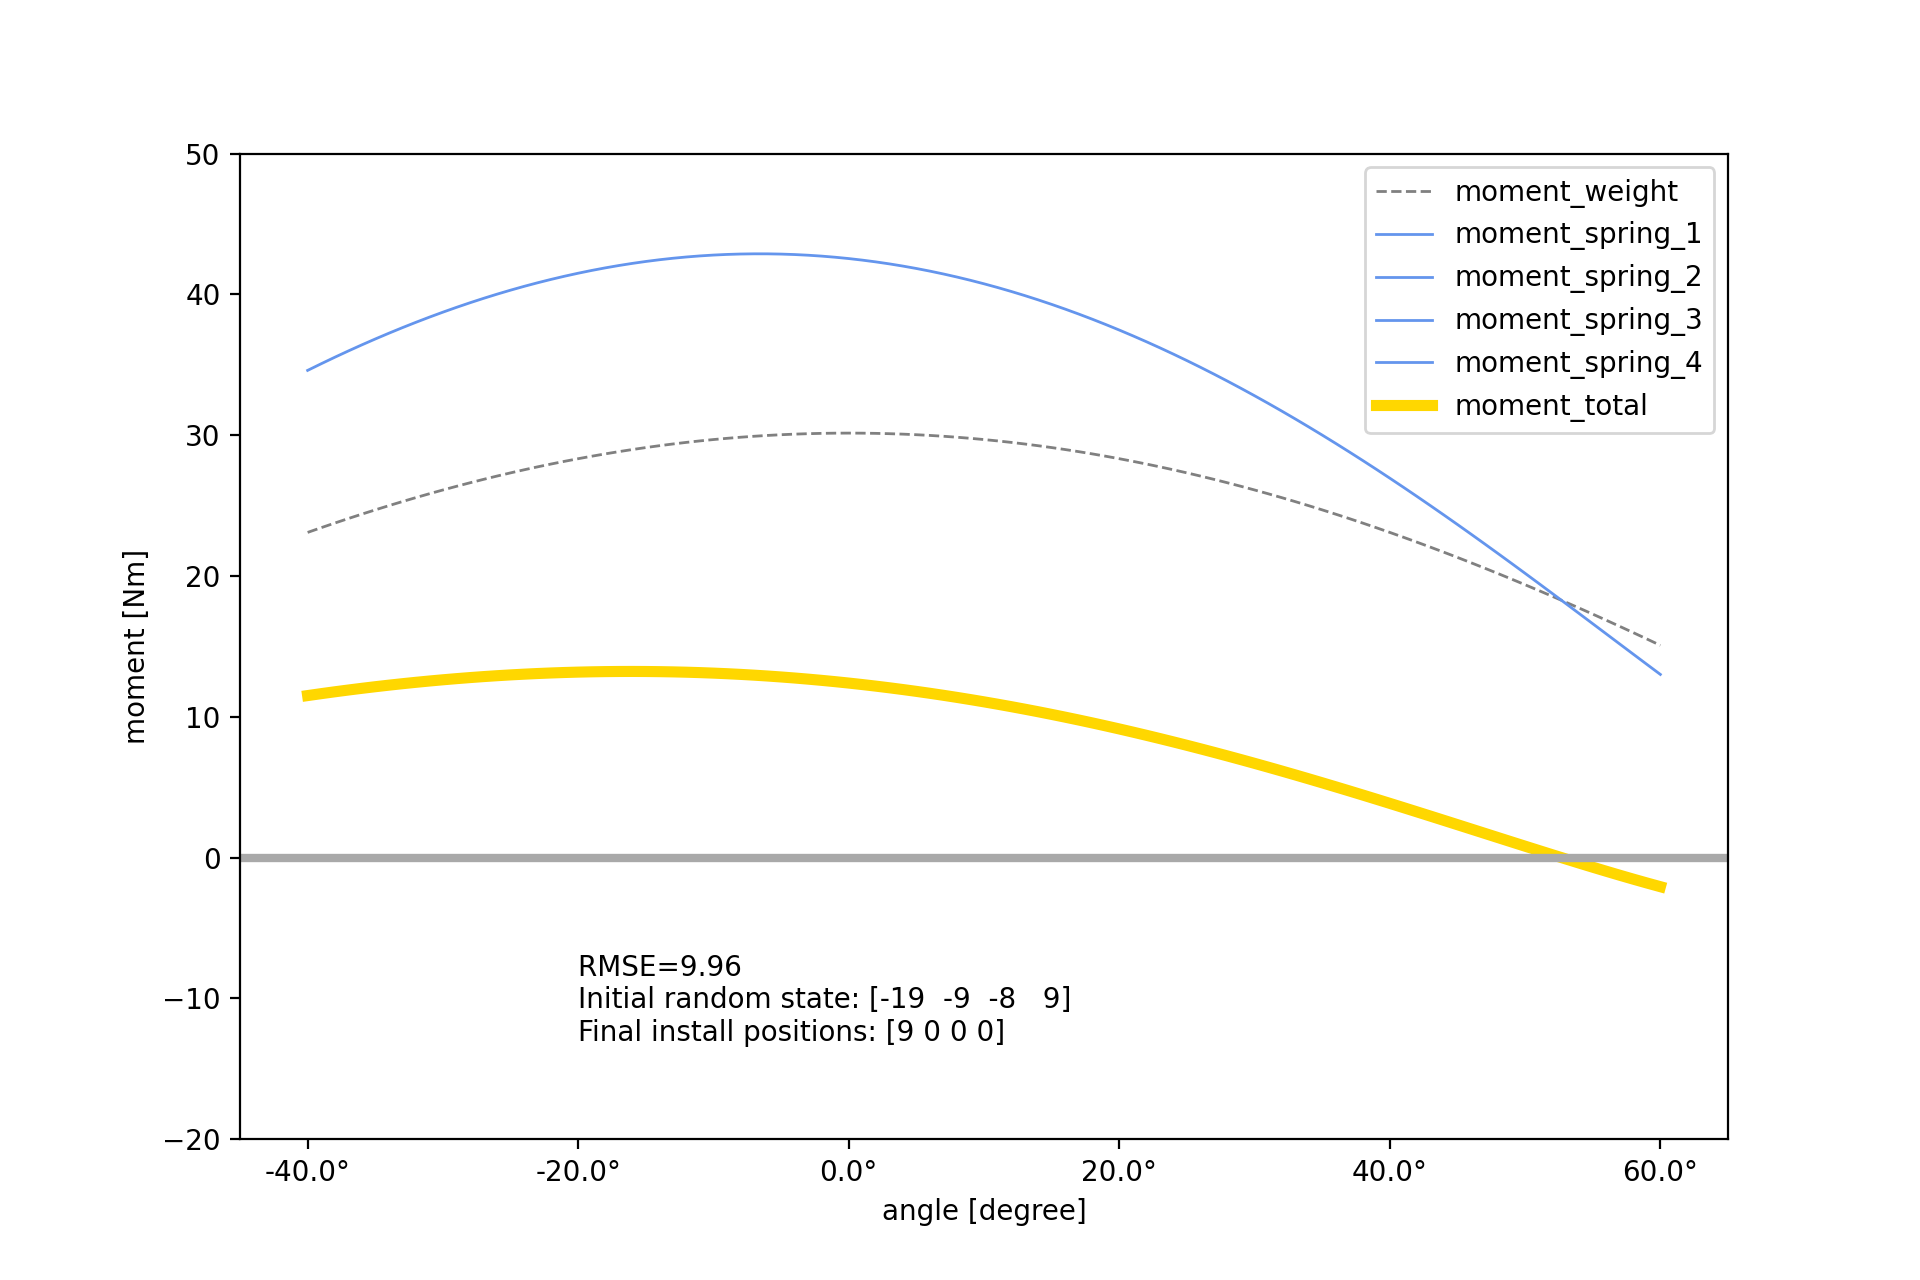 50
40
30
20
10
0
−10
−20
moment [Nm]
moment_weight
moment_spring_1
moment_spring_2
moment_spring_3
moment_spring_4
moment_total
RMSE=9.96
Initial random state: [-19  -9  -8   9]
Final install positions: [9 0 0 0]
-40.0° -20.0° 0.0° 20.0° 40.0° 60.0°
angle [degree]